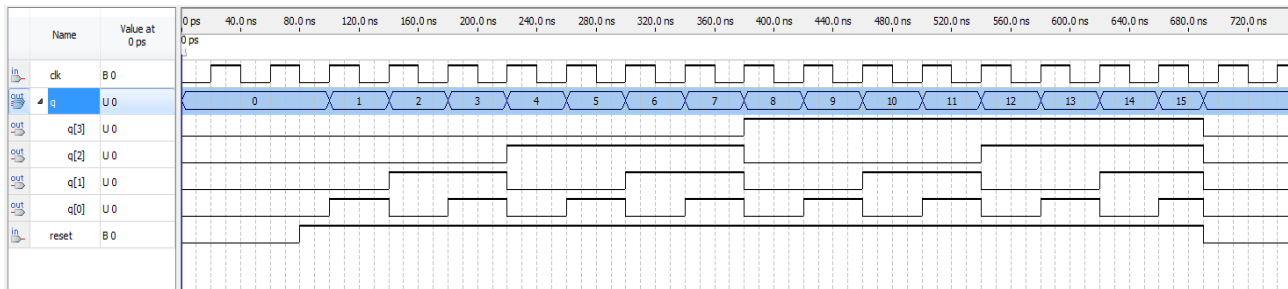 Name
Value at
0 ps
0 ps 40.0 ns 80.0 ns 120.0 ns 160.0 ns 200.0 ns 240.0 ns 280.0 ns 320.0 ns 360.0 ns 400.0 ns 440.0 ns 480.0 ns 520.0 ns 560.0 ns 600.0 ns 640.0 ns 680.0 ns 720.0 ns
0 ps
in clk B 0
out q U 0 0 1 2 3 4 5 6 7 8 9 10 11 12 13 14 15
out q[3] U 0
out q[2] U 0
out q[1] U 0
out q[0] U 0
in reset B 0